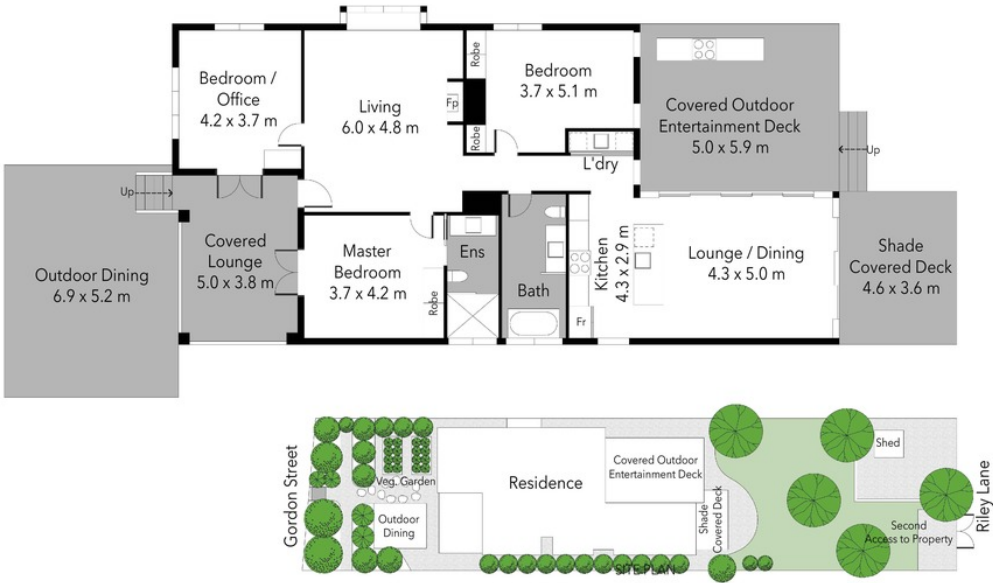 Bedroom /
Office
4.2 x 3.7 m
Living
6.0 x 4.8 m
Fp
Robe
Robe
Bedroom
3.7 x 5.1 m
L'dry
Covered Outdoor
Entertainment Deck
5.0 x 5.9 m
Up
Up
Outdoor Dining
6.9 x 5.2 m
Covered
Lounge
5.0 x 3.8 m
Master
Bedroom
3.7 x 4.2 m
Robe
Ens
Bath
Kitchen
4.3 x 2.9 m
Fr
Lounge / Dining
4.3 x 5.0 m
Shade
Covered Deck
4.6 x 3.6 m
Gordon Street
Veg. Garden
Outdoor
Dining
Residence
Covered Outdoor
Entertainment Deck
Shade
Covered Deck
Shed
Second
Access to Property
Riley Lane
SITE PLAN